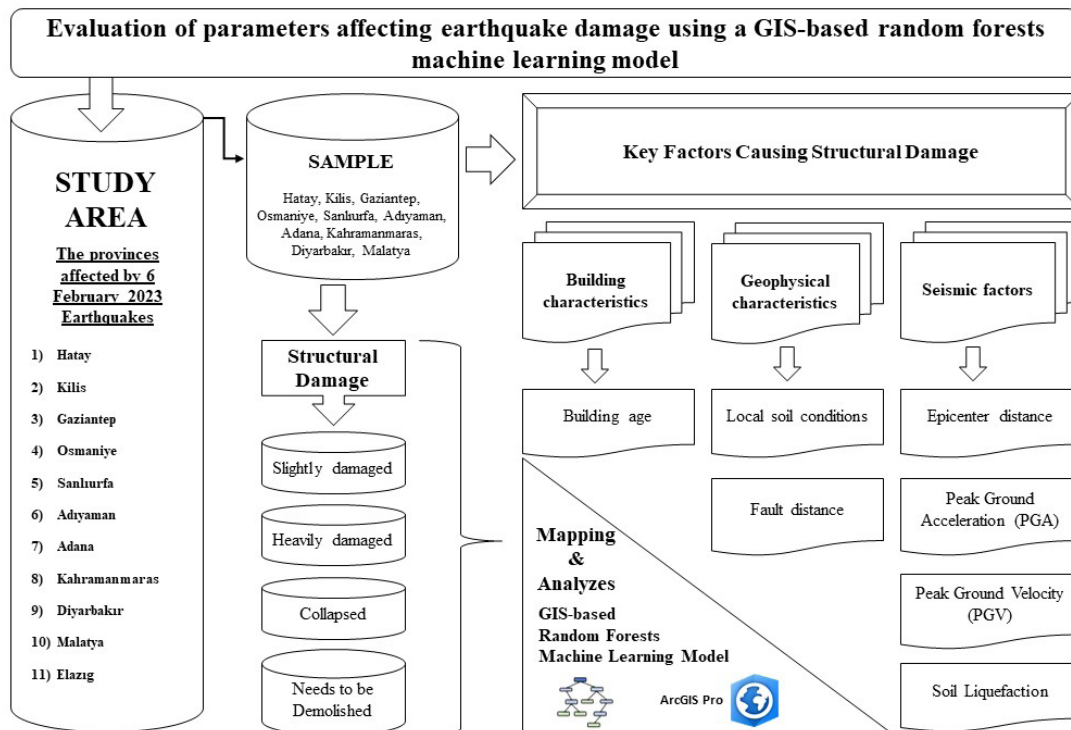 Evaluation of parameters affecting earthquake damage using a GIS-based random forests
machine learning model
STUDY
AREA
The provinces
affected by 6
February 2023
Earthquakes
1) Hatay
2) Kilis
3) Gaziantep
4) Osmaniye
5) Sanlıurfa
6) Adıyaman
7) Adana
8) Kahramanmaras
9) Diyarbakır
10) Malatya
11) Elazıg
SAMPLE
Hatay, Kilis, Gaziantep,
Osmaniye, Sanlıurfa, Adıyaman,
Adana, Kahramanmaras,
Diyarbakır, Malatya
Structural
Damage
Slightly damaged
Heavily damaged
Collapsed
Needs to be
Demolished
Key Factors Causing Structural Damage
Building
characteristics
Geophysical
characteristics
Seismic factors
Building age
Local soil conditions
Epicenter distance
Fault distance
Peak Ground
Acceleration (PGA)
Peak Ground Velocity
(PGV)
Soil Liquefaction
Mapping
&
Analyzes
GIS-based
Random Forests
Machine Learning Model
ArcGIS Pro